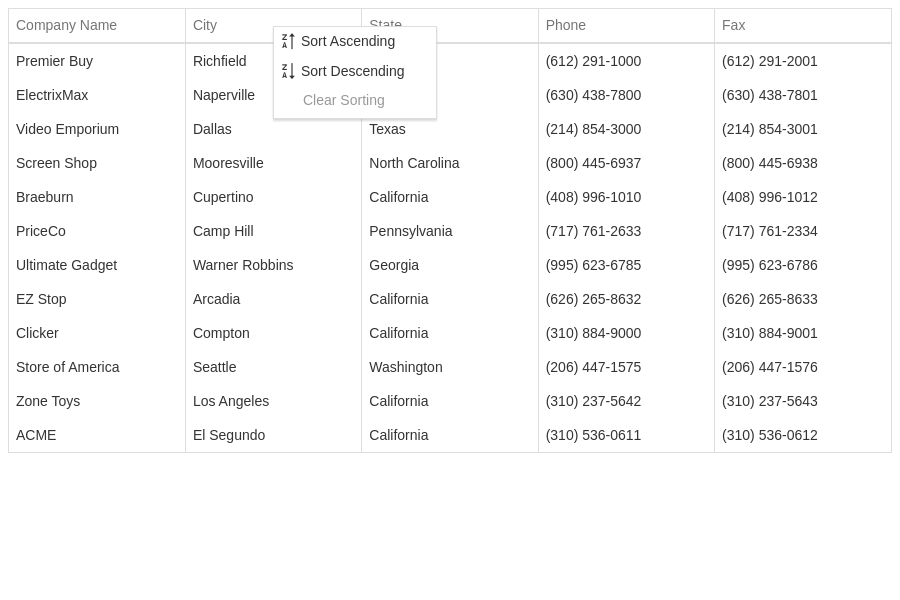 Company Name City State Phone Fax
Sort Ascending
Sort Descending
Clear Sorting
Premier Buy Richfield (612) 291-1000 (612) 291-2001
ElectrixMax Naperville (630) 438-7800 (630) 438-7801
Video Emporium Dallas Texas (214) 854-3000 (214) 854-3001
Screen Shop Mooresville North Carolina (800) 445-6937 (800) 445-6938
Braeburn Cupertino California (408) 996-1010 (408) 996-1012
PriceCo Camp Hill Pennsylvania (717) 761-2633 (717) 761-2334
Ultimate Gadget Warner Robbins Georgia (995) 623-6785 (995) 623-6786
EZ Stop Arcadia California (626) 265-8632 (626) 265-8633
Clicker Compton California (310) 884-9000 (310) 884-9001
Store of America Seattle Washington (206) 447-1575 (206) 447-1576
Zone Toys Los Angeles California (310) 237-5642 (310) 237-5643
ACME El Segundo California (310) 536-0611 (310) 536-0612